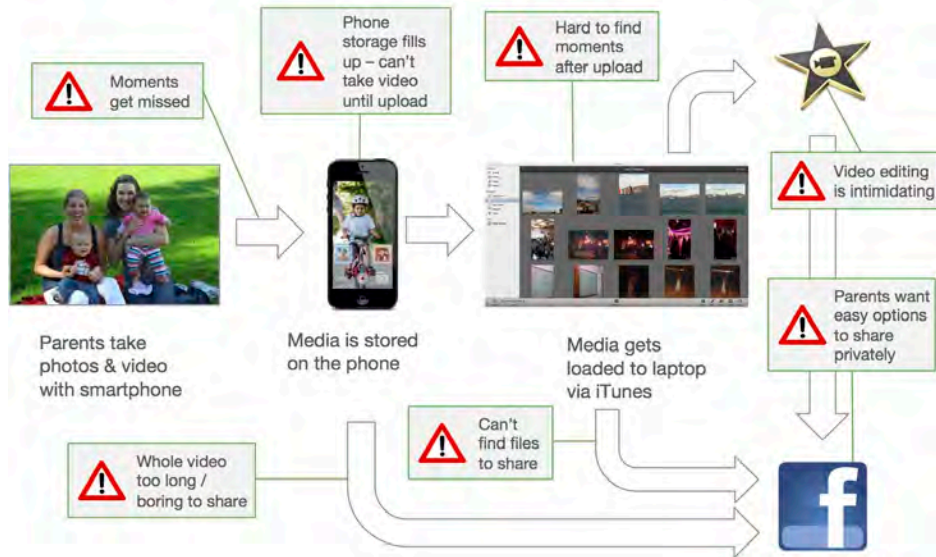 Phone
storage fills
up – can't
take video
until upload
Hard to find
moments
after upload
Moments
get missed
Video editing
is intimidating
Parents want
easy options
to share
privately
Parents take
photos & video
with smartphone
Media is stored
on the phone
Media gets
loaded to laptop
via iTunes
Can't
find files
to share
Whole video
too long /
boring to share
f